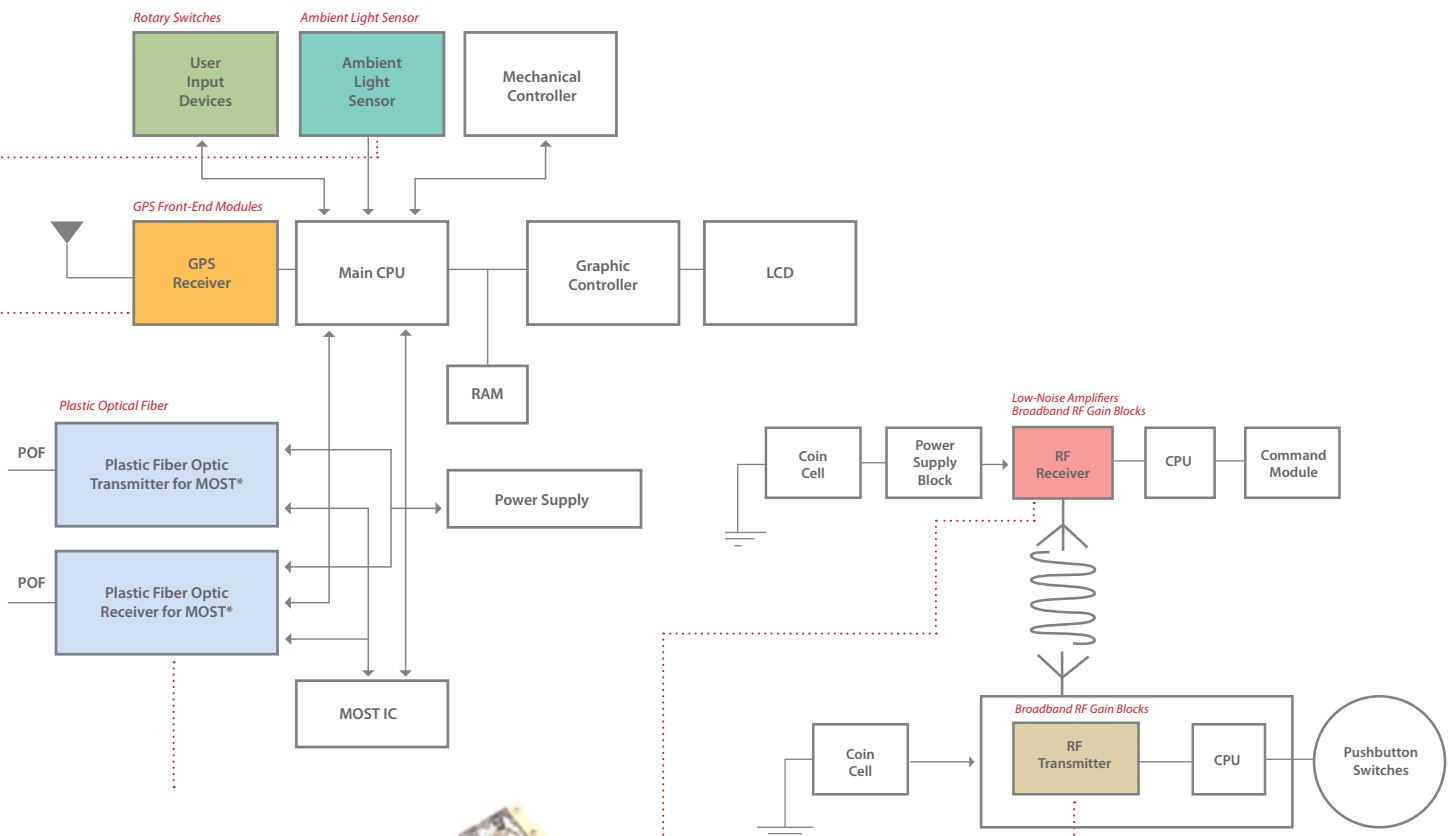 Rotary Switches
Ambient Light Sensor
User
Input
Devices
Ambient
Light
Sensor
Mechanical
Controller
GPS Front-End Modules
GPS
Receiver
Main CPU
Graphic
Controller
LCD
RAM
Plastic Optical Fiber
POF
Plastic Fiber Optic
Transmitter for MOST*
Power Supply
POF
Plastic Fiber Optic
Receiver for MOST*
MOST IC
Low-Noise Amplifiers
Broadband RF Gain Blocks
Coin
Cell
Power
Supply
Block
RF
Receiver
CPU
Command
Module
Broadband RF Gain Blocks
Coin
Cell
RF
Transmitter
CPU
Pushbutton
Switches